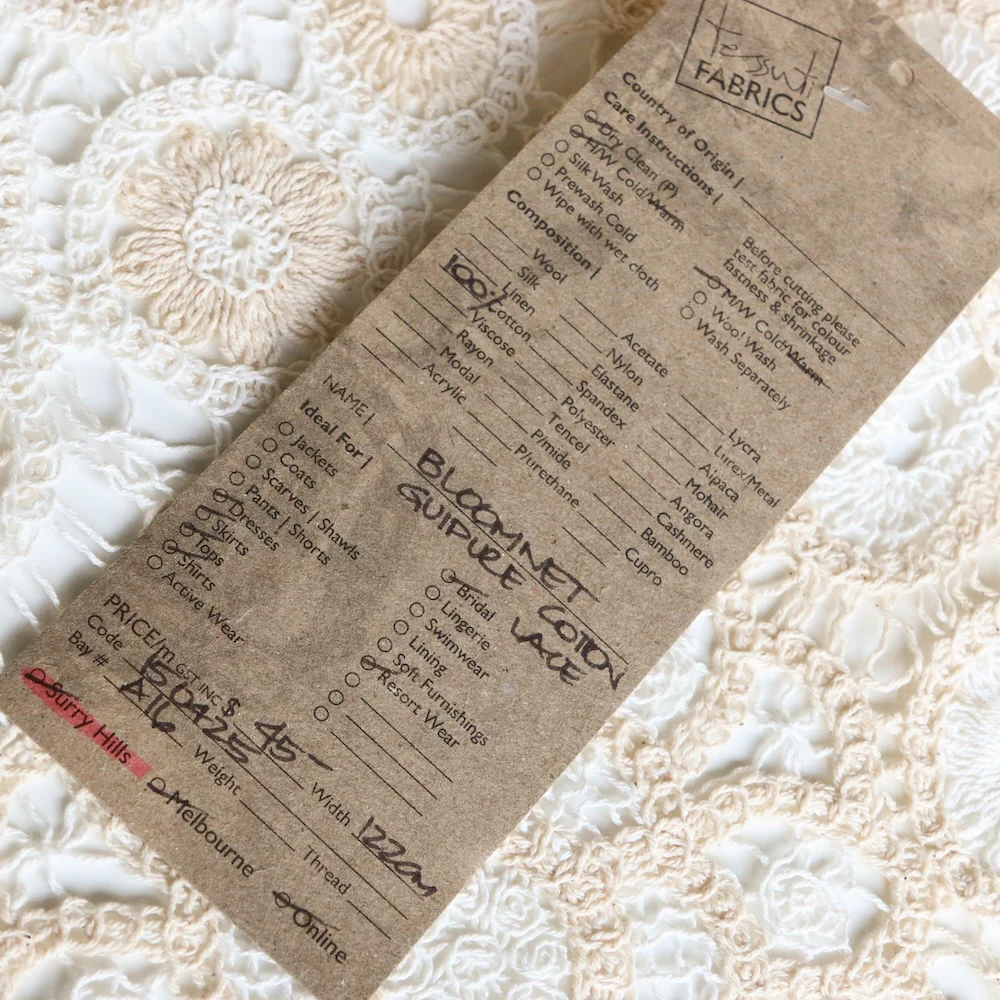 tessuti
FABRICS
Country of Origin |
Care Instructions |
Dry Clean (P)
H/W Cold/Warm
Silk Wash
Prewash Cold
Wipe with wet cloth
Before cutting please
test fabric for colour
fastness & shrinkage
M/W Cold/Warm
Wool Wash
Wash Separately
Composition |
Wool
Silk
Linen
100% Cotton
Viscose
Rayon
Modal
Acrylic
Acetate
Nylon
Elastane
Spandex
Polyester
Tencel
P/mide
P/urethane
Lycra
Lurex/Metal
Alpaca
Mohair
Angora
Cashmere
Bamboo
Cupro
NAME |
BLOOMNET
GUIPURE COTTON
LACE
Ideal For |
Jackets
Coats
Scarves | Shawls
Pants | Shorts
Dresses
Skirts
Tops
Shirts
Active Wear
Bridal
Lingerie
Swimwear
Lining
Soft Furnishings
Resort Wear
PRICE/M GST INC $ 45-
Code 150425
Bay # A116
Width 122cm
Weight
Thread
Surry Hills
Melbourne
Online